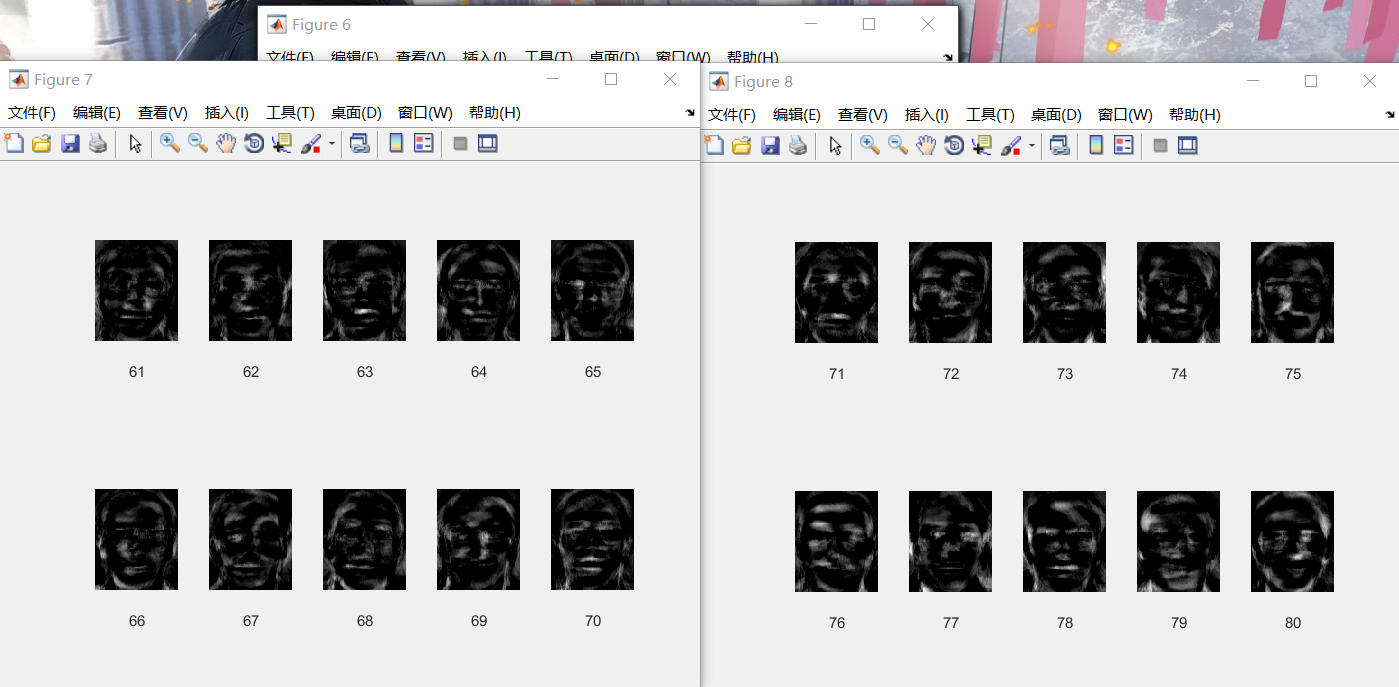 Figure 6
文件(F) 编辑(E) 查看(V) 插入(I) 工具(T) 桌面(D) 窗口(W) 帮助(H)
Figure 7
文件(F) 编辑(E) 查看(V) 插入(I) 工具(T) 桌面(D) 窗口(W) 帮助(H)
61 62 63 64 65
66 67 68 69 70
Figure 8
文件(F) 编辑(E) 查看(V) 插入(I) 工具(T) 桌面(D) 窗口(W) 帮助(H)
71 72 73 74 75
76 77 78 79 80